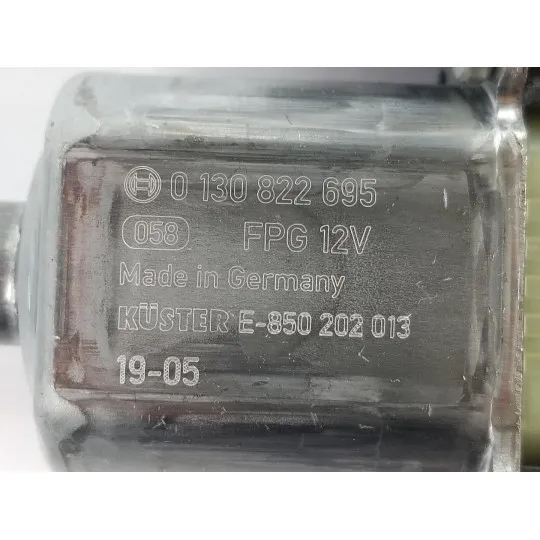 0 130 822 695
058 FPG 12V
Made in Germany
KÜSTER E-850 202 013
19-05